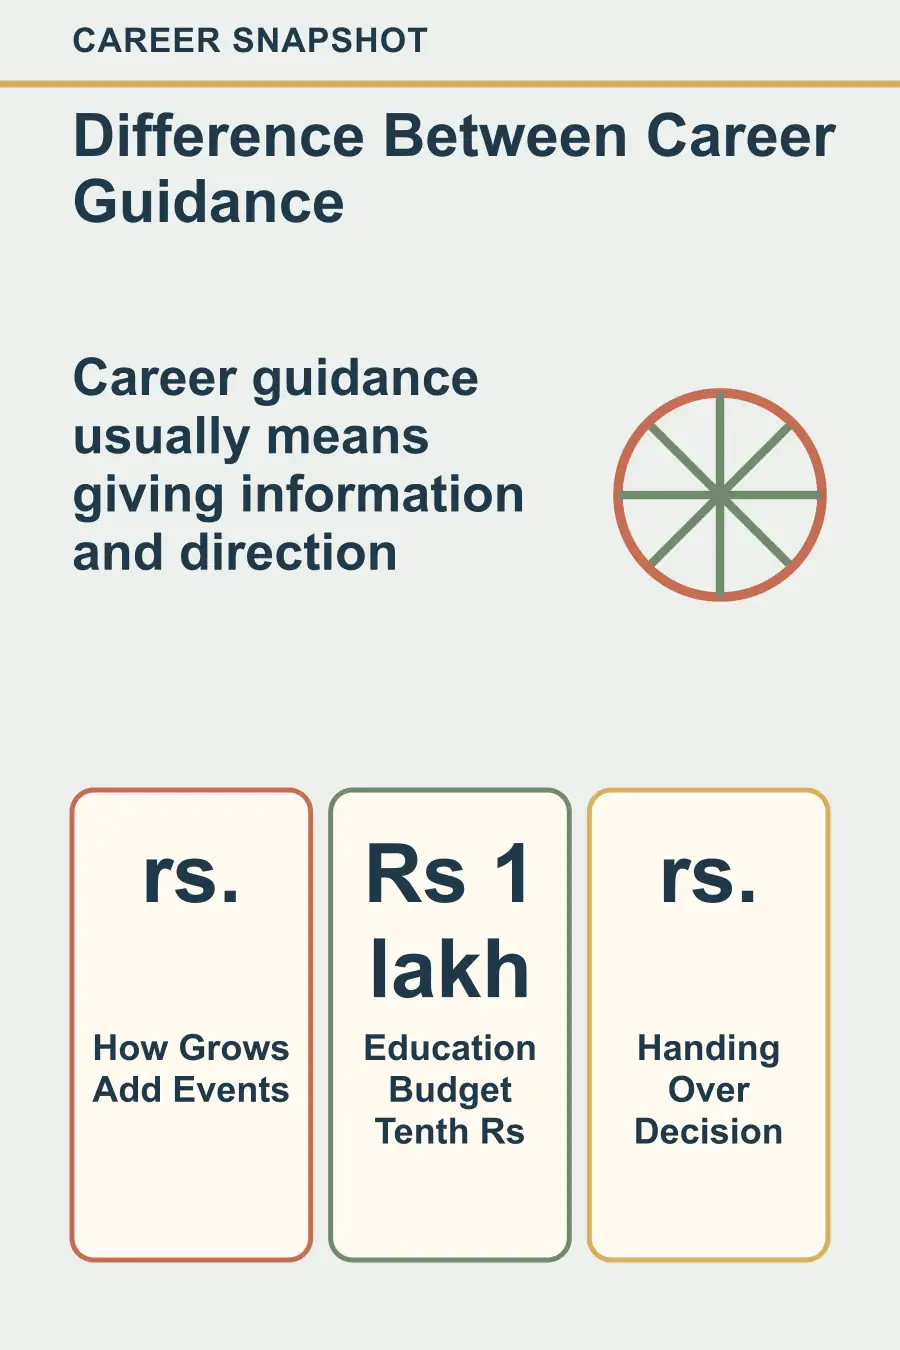 CAREER SNAPSHOT
Difference Between Career
Guidance
Career guidance
usually means
giving information
and direction
rs.
How Grows
Add Events
Rs 1
lakh
Education
Budget
Tenth Rs
rs.
Handing
Over
Decision